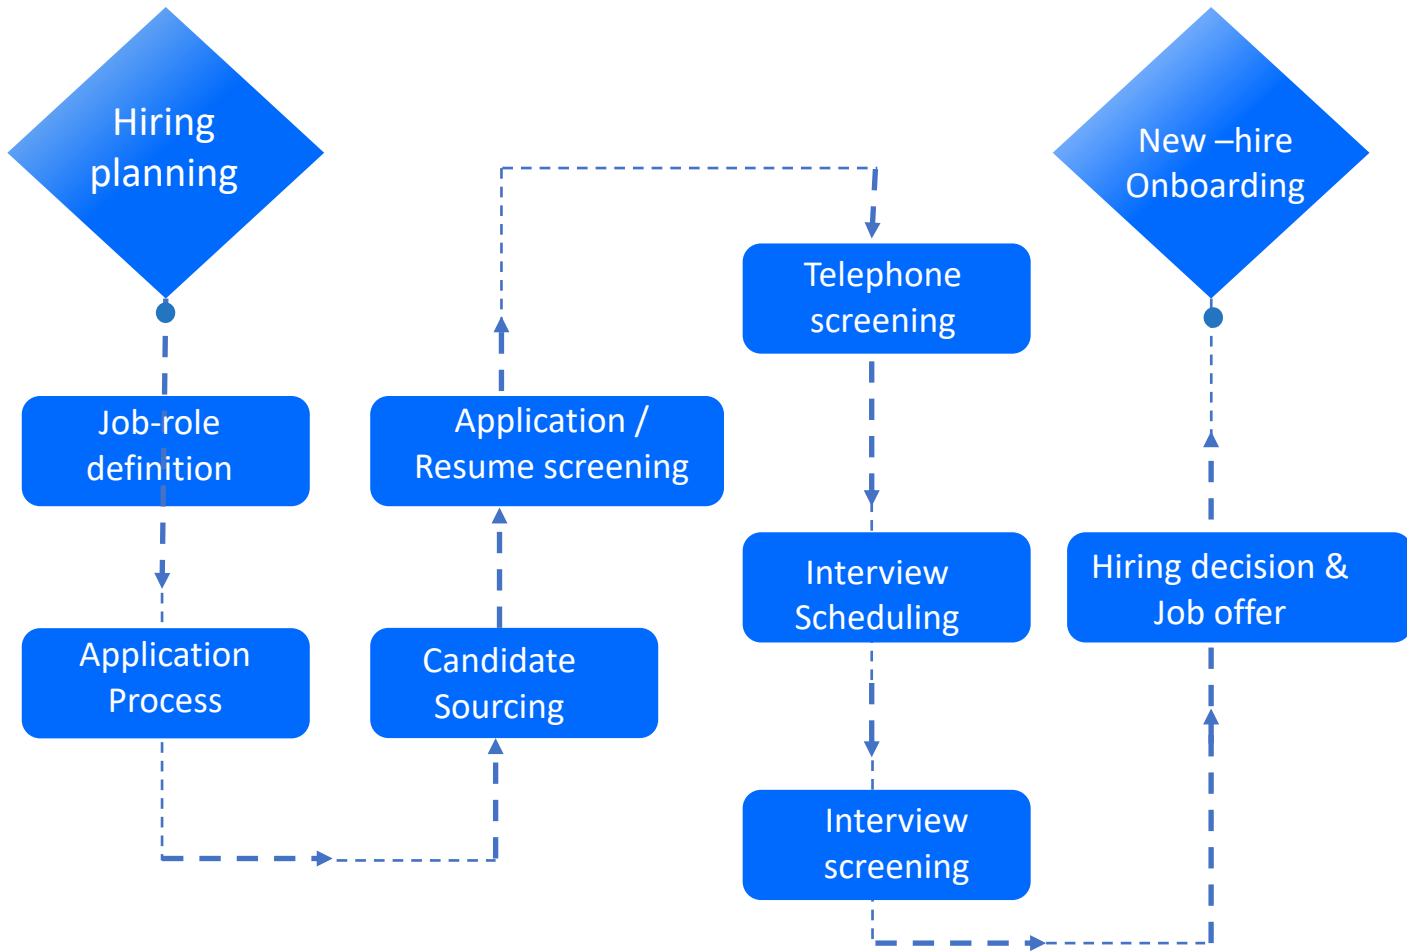 Hiring
planning
Job-role
definition
Application
Process
Candidate
Sourcing
Application /
Resume screening
Telephone
screening
Interview
Scheduling
Interview
screening
Hiring decision &
Job offer
New –hire
Onboarding